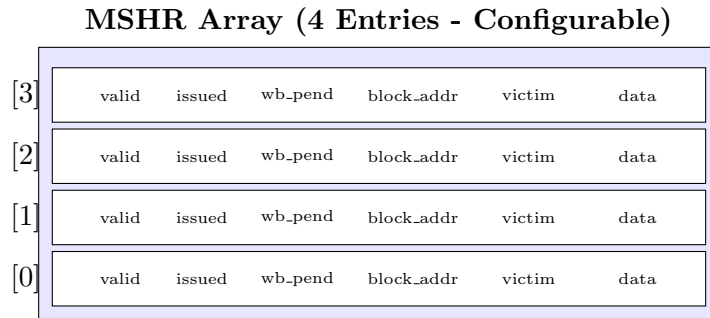 MSHR Array (4 Entries - Configurable)
[3] valid issued wb_pend block_addr victim data
[2] valid issued wb_pend block_addr victim data
[1] valid issued wb_pend block_addr victim data
[0] valid issued wb_pend block_addr victim data